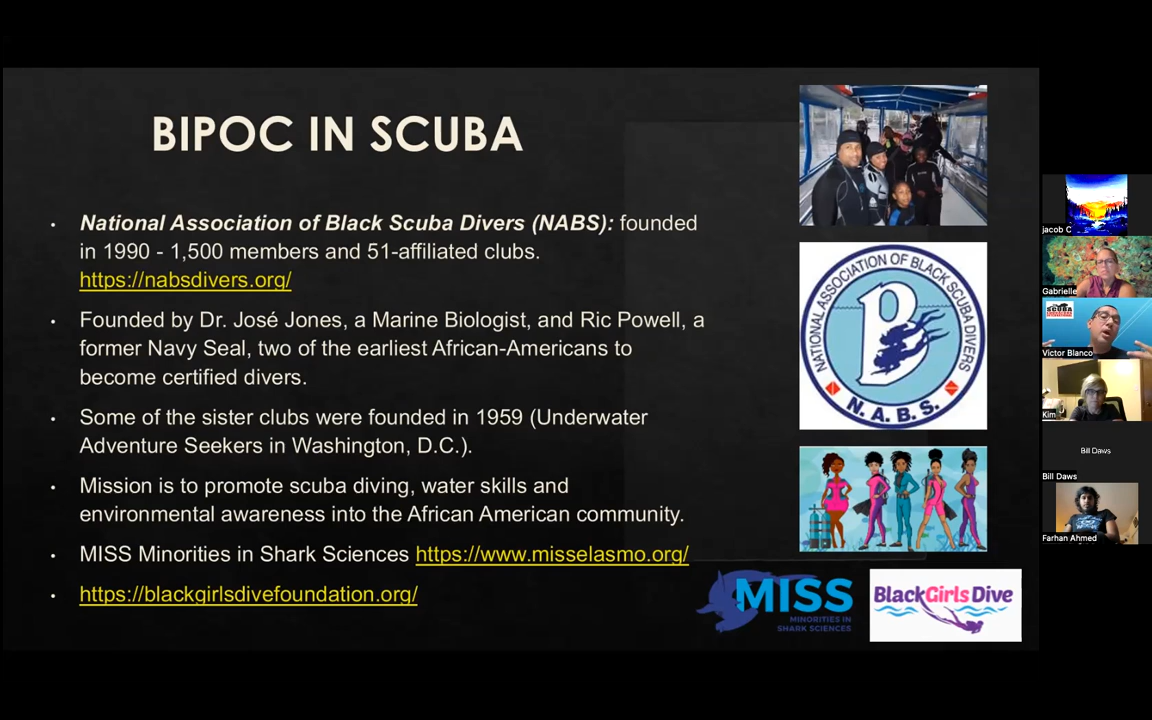 BIPOC IN SCUBA
• National Association of Black Scuba Divers (NABS): founded
in 1990 - 1,500 members and 51-affiliated clubs.
https://nabsdivers.org/
• Founded by Dr. José Jones, a Marine Biologist, and Ric Powell, a
former Navy Seal, two of the earliest African-Americans to
become certified divers.
• Some of the sister clubs were founded in 1959 (Underwater
Adventure Seekers in Washington, D.C.).
• Mission is to promote scuba diving, water skills and
environmental awareness into the African American community.
• MISS Minorities in Shark Sciences https://www.misselasmo.org/
• https://blackgirlsdivefoundation.org/
NATIONAL ASSOCIATION OF BLACK SCUBA DIVERS
B
N.A.B.S.
MISS
MINORITIES IN
SHARK SCIENCES
BlackGirls Dive
jacob C
Gabrielle
SCUBA
Victor Blanco
Kim
Bill Daws
Bill Daws
Farhan Ahmed